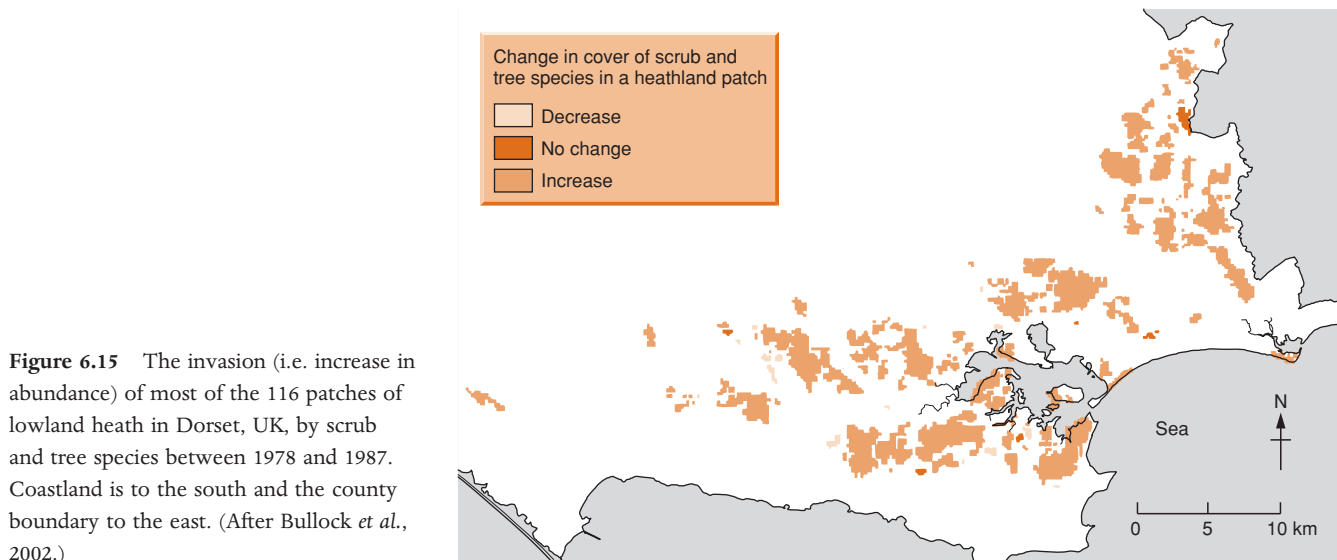 Change in cover of scrub and
tree species in a heathland patch
Decrease
No change
Increase
Figure 6.15 The invasion (i.e. increase in
abundance) of most of the 116 patches of
lowland heath in Dorset, UK, by scrub
and tree species between 1978 and 1987.
Coastland is to the south and the county
boundary to the east. (After Bullock et al.,
2002.)
N
Sea
0 5 10 km